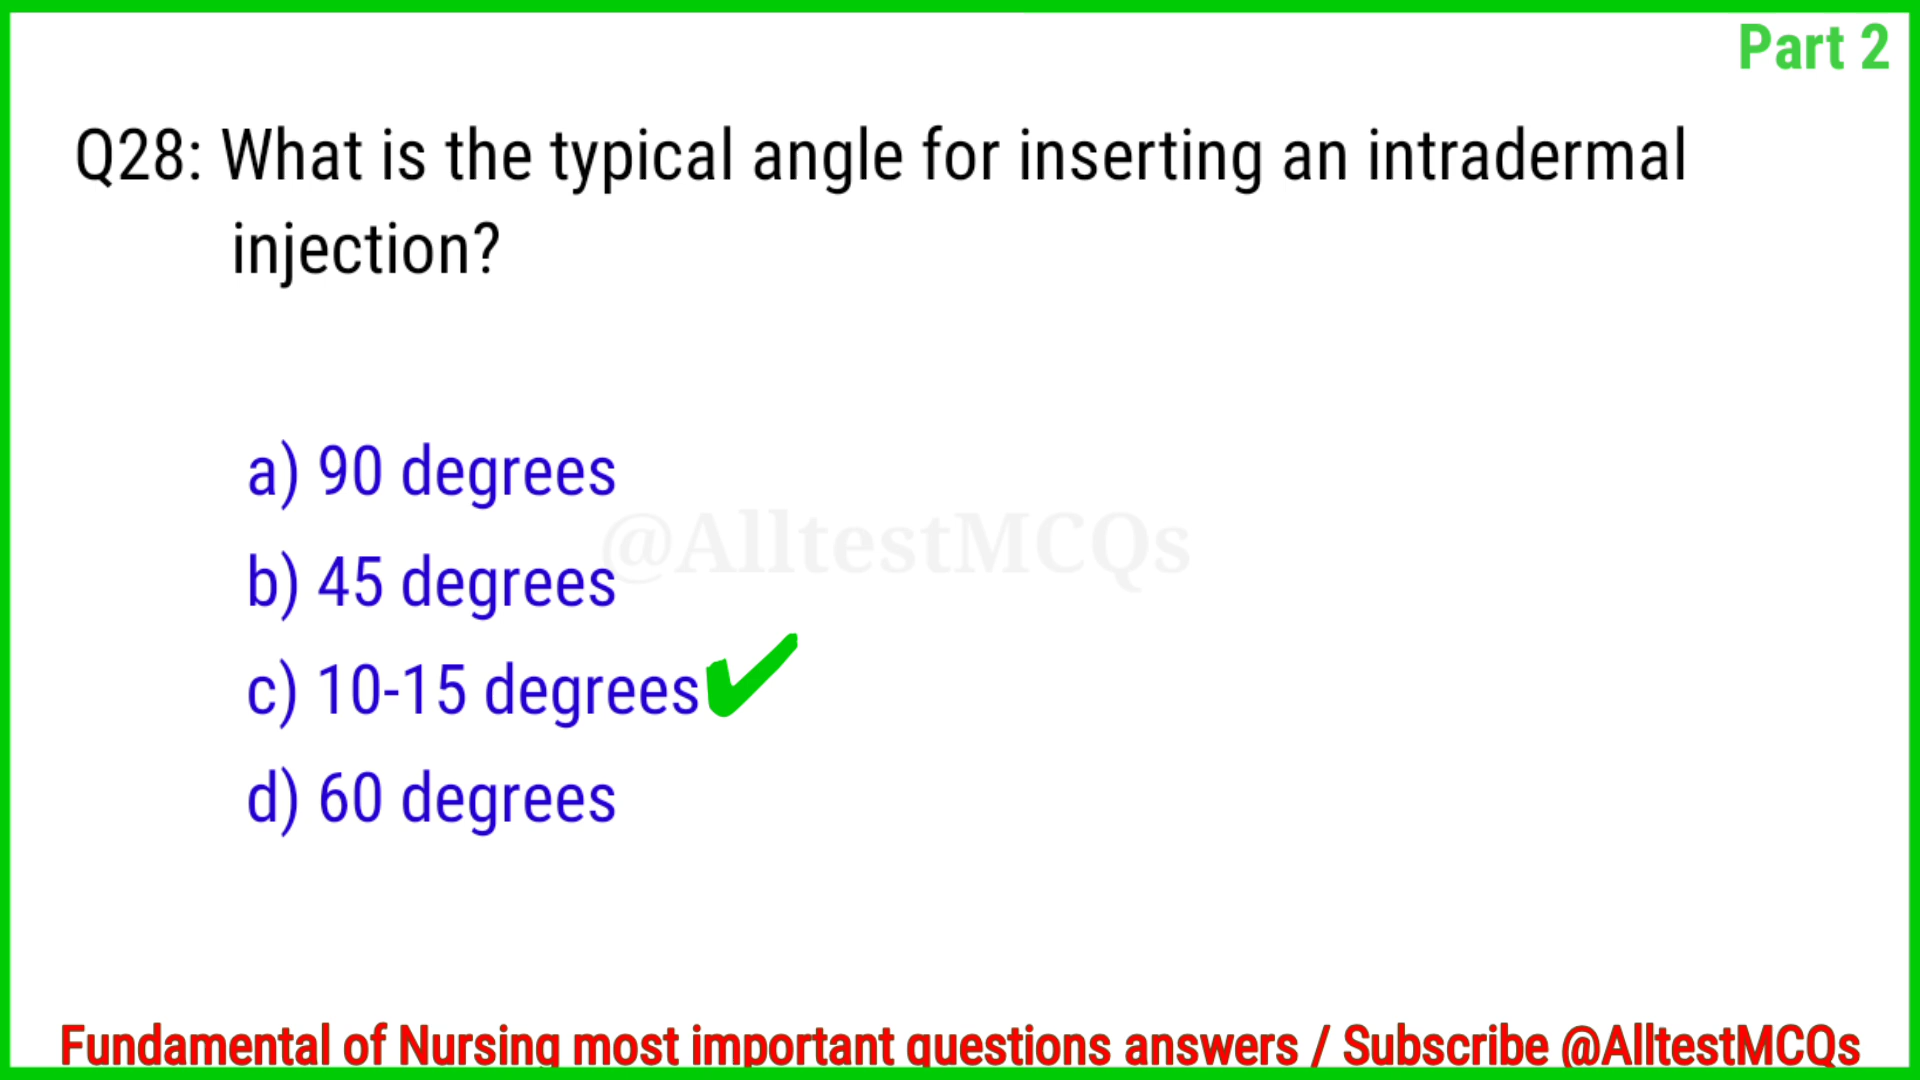 Part 2
Q28: What is the typical angle for inserting an intradermal
injection?
a) 90 degrees
@AlltestMCQs
b) 45 degrees
c) 10-15 degrees
d) 60 degrees
Fundamental of Nursing most important questions answers / Subscribe @AlltestMCQs